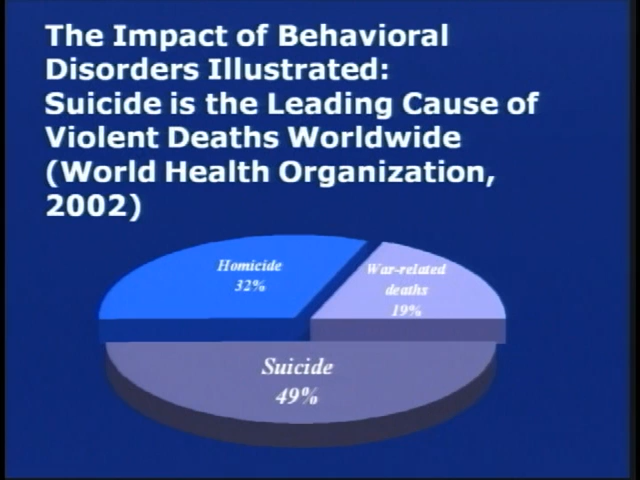 The Impact of Behavioral
Disorders Illustrated:
Suicide is the Leading Cause of
Violent Deaths Worldwide
(World Health Organization,
2002)
Homicide
32%
War-related
deaths
19%
Suicide
49%